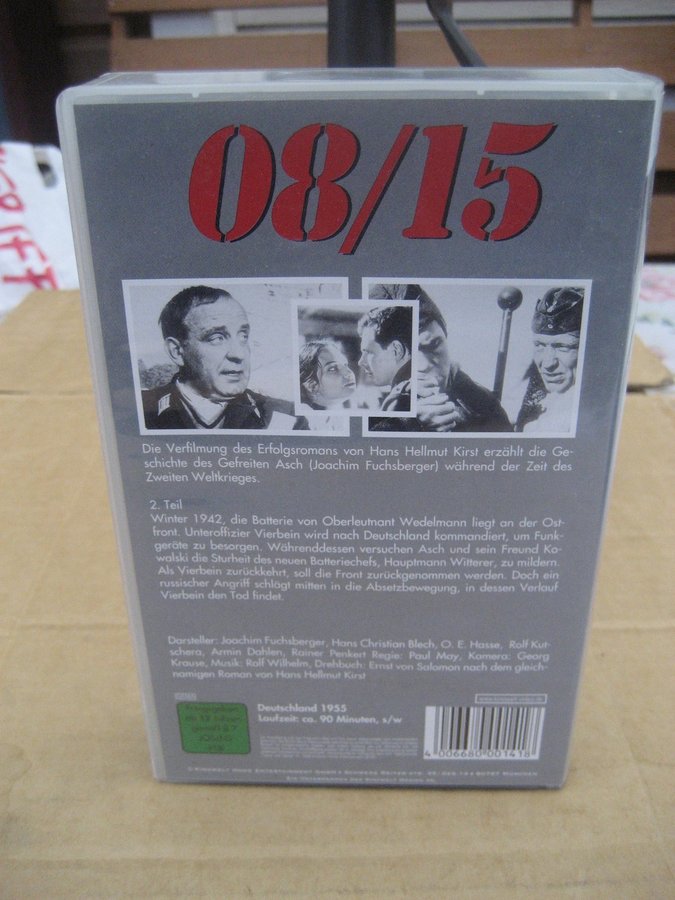 08/15
Die Verfilmung des Erfolgsromans von Hans Hellmut Kirst erzählt die Ge-
schichte des Gefreiten Asch (Joachim Fuchsberger) während der Zeit des
Zweiten Weltkrieges.
2. Teil
Winter 1942, die Batterie von Oberleutnant Wedelmann liegt an der Ost-
front. Unteroffizier Vierbein wird nach Deutschland kommandiert, um Funk-
geräte zu besorgen. Währenddessen versuchen Asch und sein Freund Ko-
walski die Sturheit des neuen Batteriechefs, Hauptmann Witterer, zu mildern.
Als Vierbein zurückkehrt, soll die Front zurückgenommen werden. Doch ein
russischer Angriff schlägt mitten in die Absetzbewegung, in dessen Verlauf
Vierbein den Tod findet.
Darsteller: Joachim Fuchsberger, Hans Christian Blech, O. E. Hasse, Rolf Kut-
schera, Armin Dahlen, Rainer Penkert Regie: Paul May, Kamera: Georg
Krause, Musik: Rolf Wilhelm, Drehbuch: Ernst von Salomon nach dem gleich-
namigen Roman von Hans Hellmut Kirst
Deutschland 1955
Laufzeit: ca. 90 Minuten, s/w
4 006680 001418